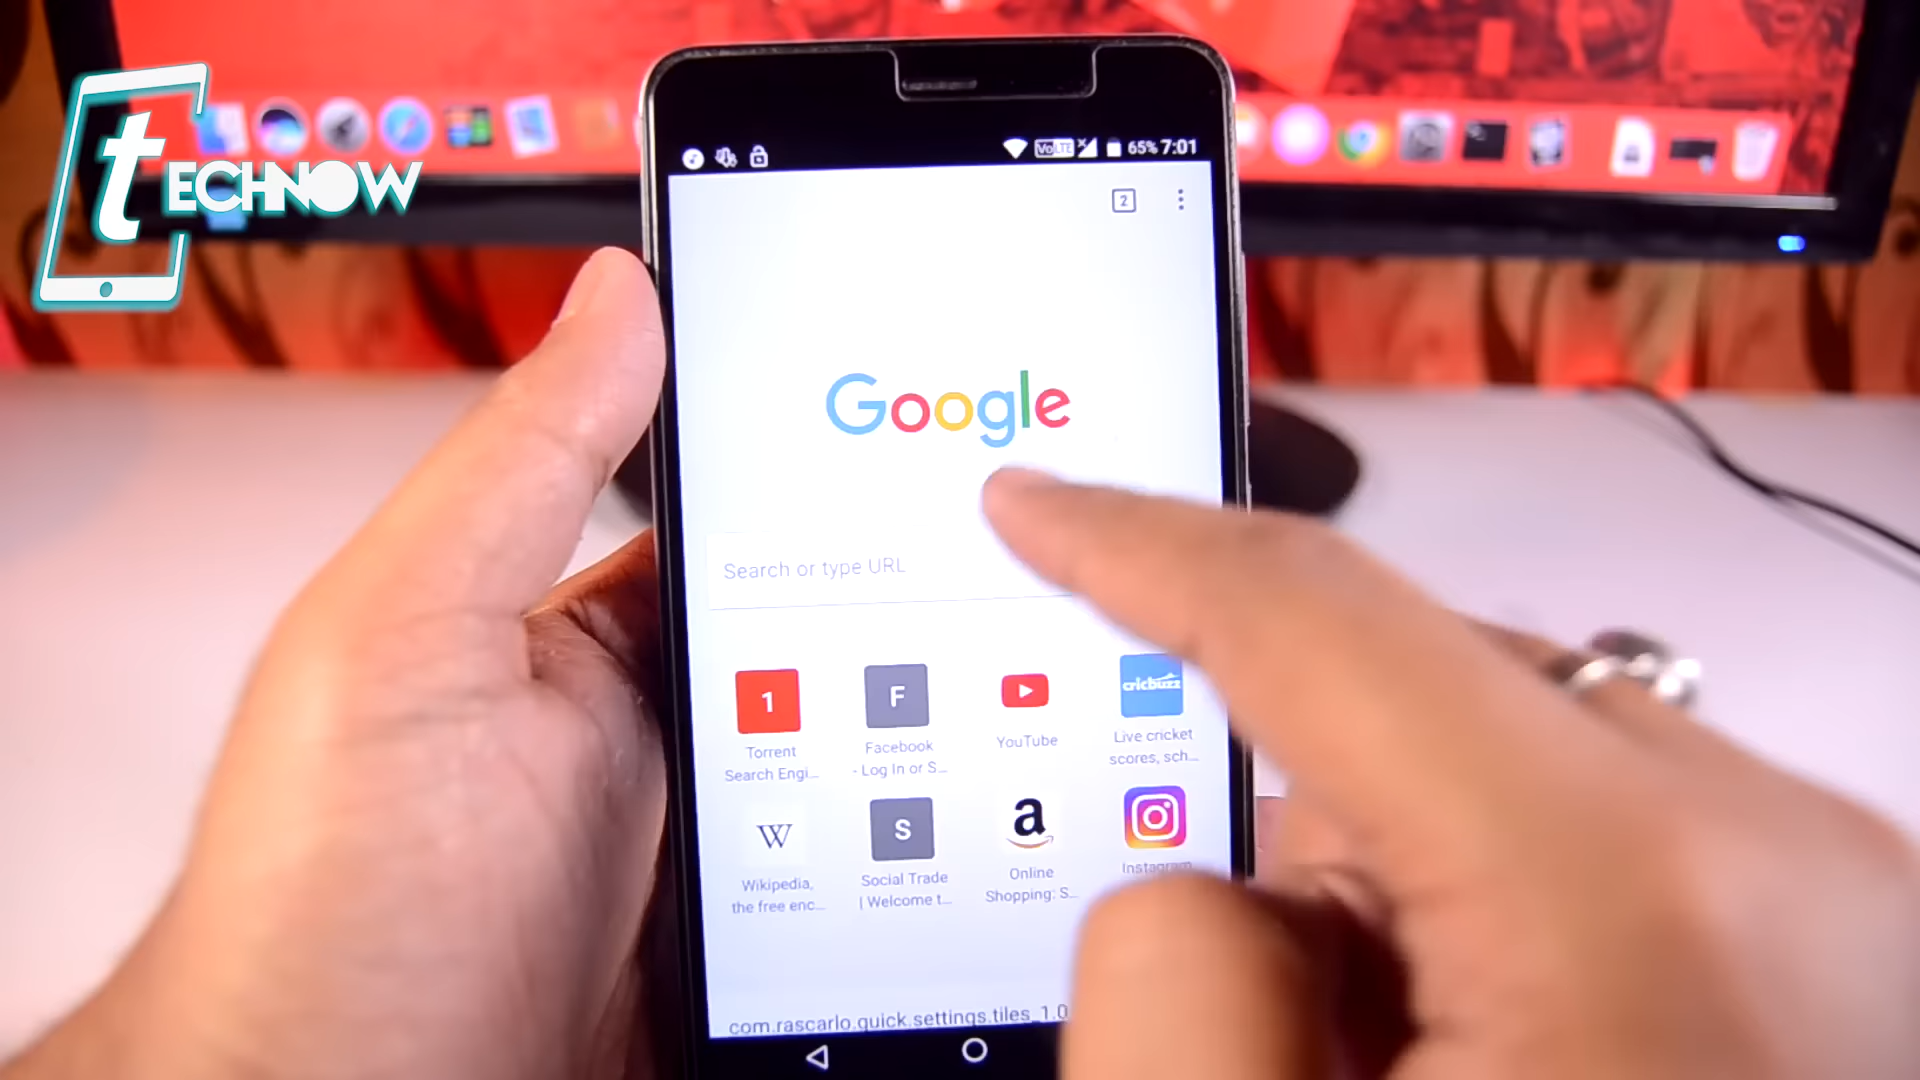 tECHNOW
VoLTE 65% 7:01
2
Google
Search or type URL
1
F
cricbuzz
Torrent
Search Engi...
Facebook
- Log In or S...
YouTube
Live cricket
scores, sch...
W
S
a
Wikipedia,
the free enc...
Social Trade
| Welcome t...
Online
Shopping: S...
Instagram
com.rascarlo.quick.settings.tiles_1.0